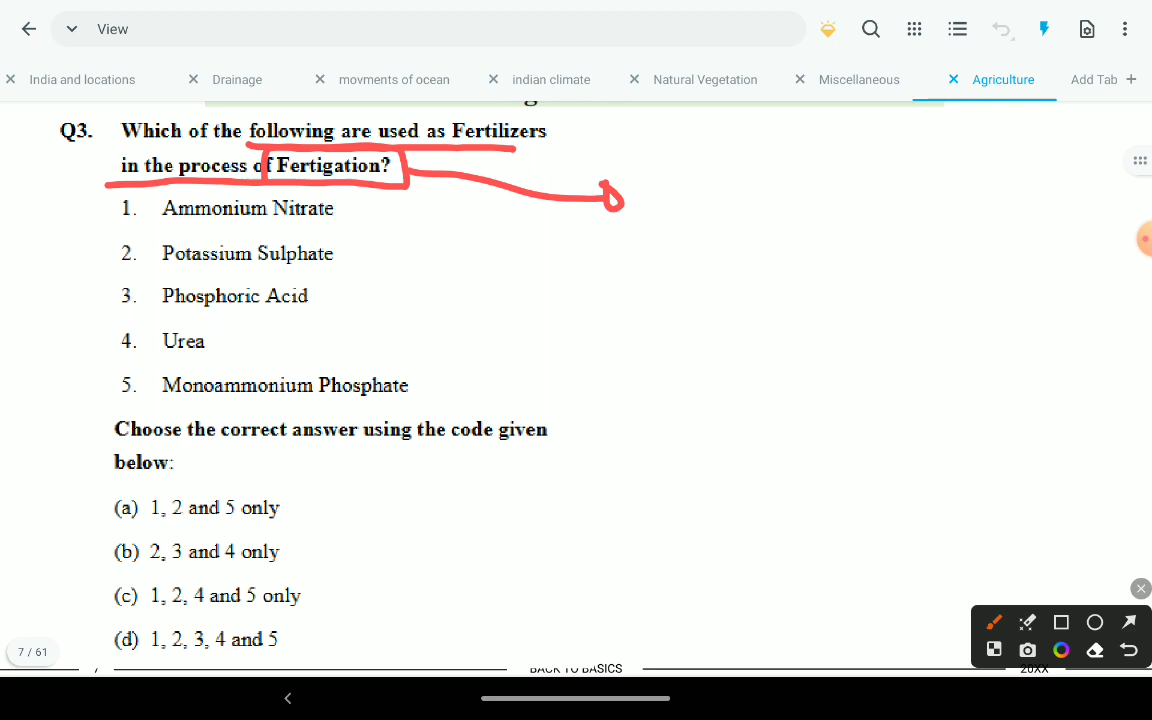 View
India and locations
Drainage
movments of ocean
indian climate
Natural Vegetation
Miscellaneous
Agriculture
Add Tab
Q3. Which of the following are used as Fertilizers
in the process of Fertigation?
1. Ammonium Nitrate
2. Potassium Sulphate
3. Phosphoric Acid
4. Urea
5. Monoammonium Phosphate
Choose the correct answer using the code given
below:
(a) 1, 2 and 5 only
(b) 2, 3 and 4 only
(c) 1, 2, 4 and 5 only
(d) 1, 2, 3, 4 and 5
7 / 61
BACK TO BASICS
20XX